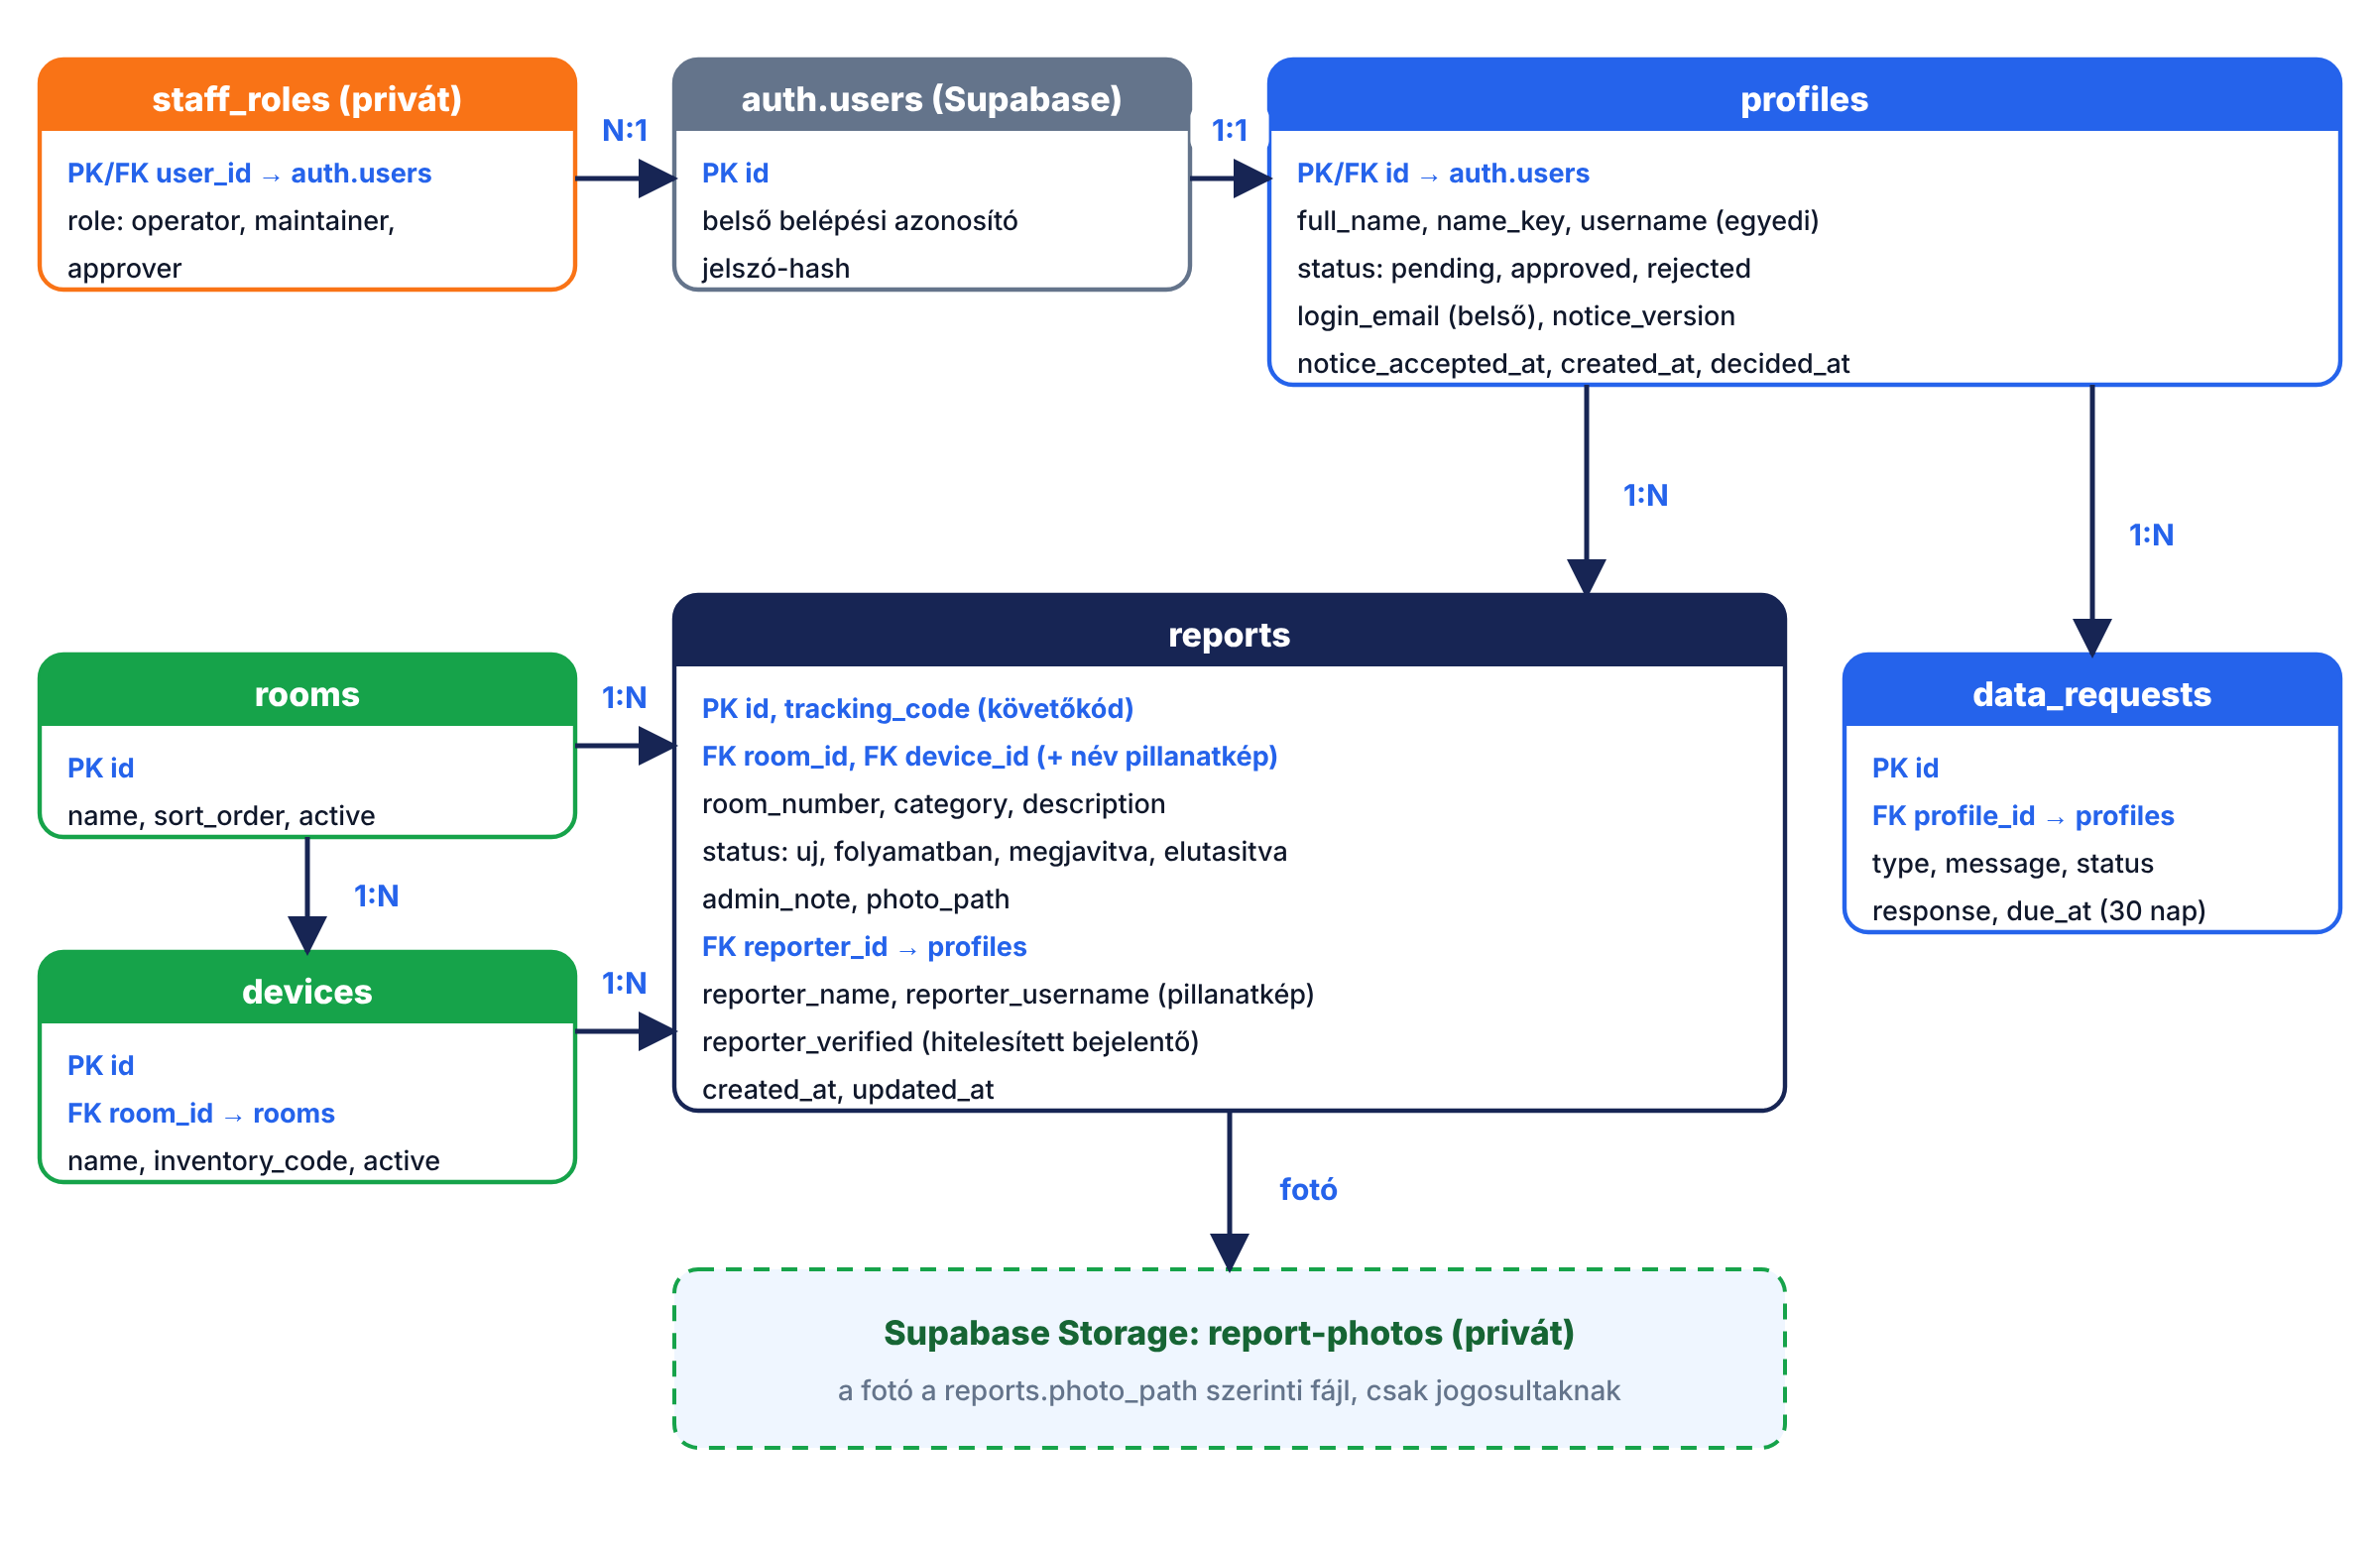 staff_roles (privát)
PK/FK user_id → auth.users
role: operator, maintainer,
approver
N:1
auth.users (Supabase)
PK id
belső belépési azonosító
jelszó-hash
1:1
profiles
PK/FK id → auth.users
full_name, name_key, username (egyedi)
status: pending, approved, rejected
login_email (belső), notice_version
notice_accepted_at, created_at, decided_at
1:N
1:N
rooms
PK id
name, sort_order, active
1:N
1:N
devices
PK id
FK room_id → rooms
name, inventory_code, active
1:N
reports
PK id, tracking_code (követőkód)
FK room_id, FK device_id (+ név pillanatkép)
room_number, category, description
status: uj, folyamatban, megjavitva, elutasitva
admin_note, photo_path
FK reporter_id → profiles
reporter_name, reporter_username (pillanatkép)
reporter_verified (hitelesített bejelentő)
created_at, updated_at
data_requests
PK id
FK profile_id → profiles
type, message, status
response, due_at (30 nap)
fotó
Supabase Storage: report-photos (privát)
a fotó a reports.photo_path szerinti fájl, csak jogosultaknak